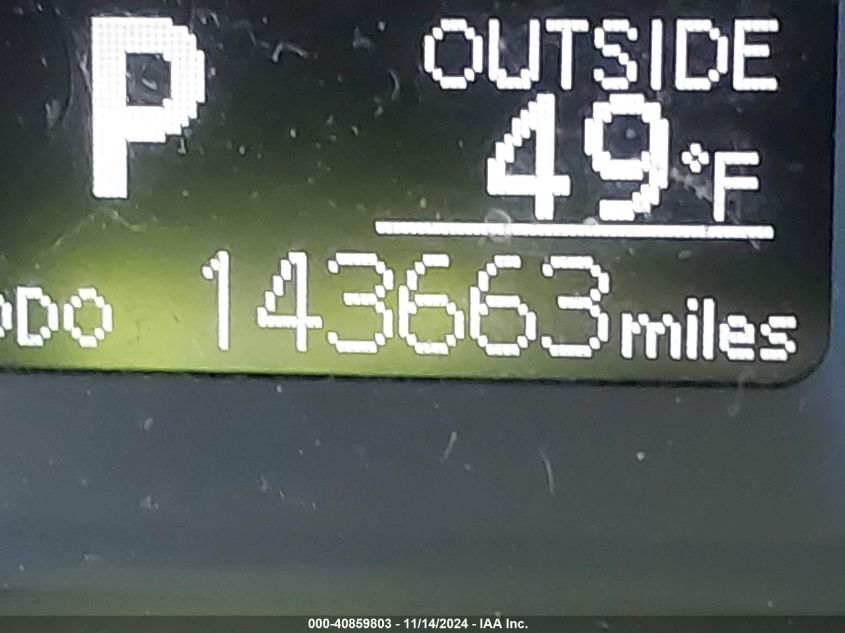 P
OUTSIDE
49°F
ODO 143663 miles
000-40859803 - 11/14/2024 - IAA Inc.